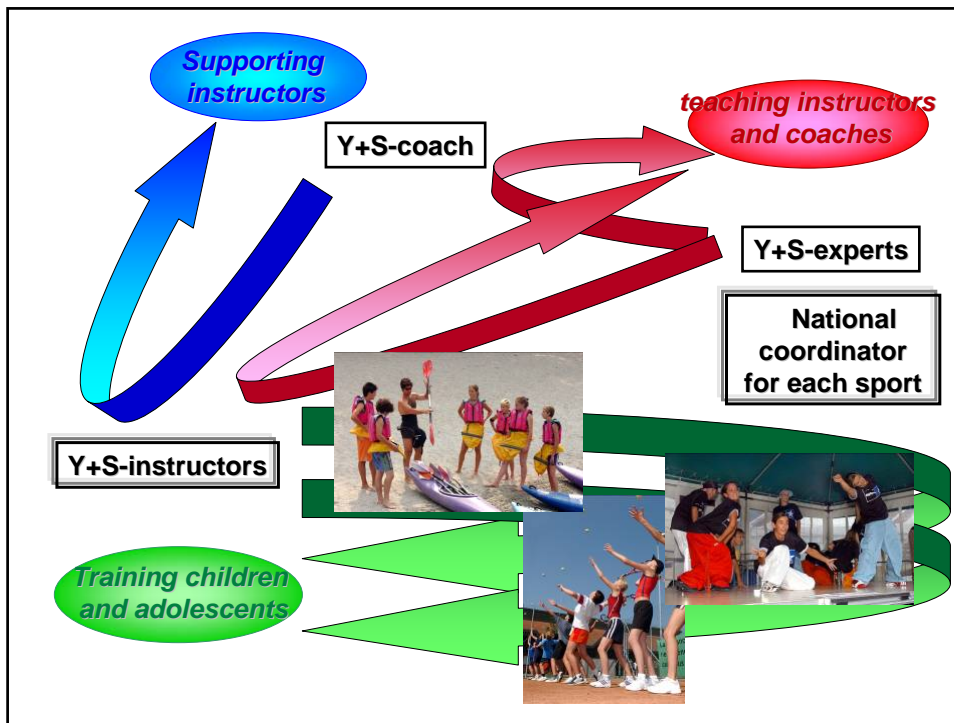 Supporting
instructors
teaching instructors
and coaches
Y+S-coach
Y+S-experts
National
coordinator
for each sport
Y+S-instructors
Training children
and adolescents